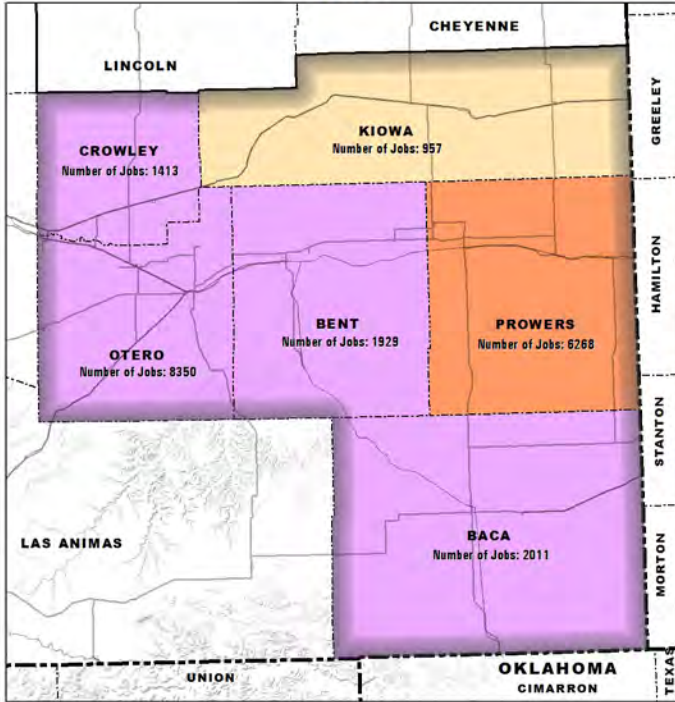 CHEYENNE
LINCOLN
GREELEY
CROWLEY
Number of Jobs: 1413
KIOWA
Number of Jobs: 957
HAMILTON
BENT
Number of Jobs: 1929
PROWERS
Number of Jobs: 6268
OTERO
Number of Jobs: 8350
STANTON
LAS ANIMAS
BACA
Number of Jobs: 2011
MORTON
UNION
OKLAHOMA
CIMARRON
TEXAS